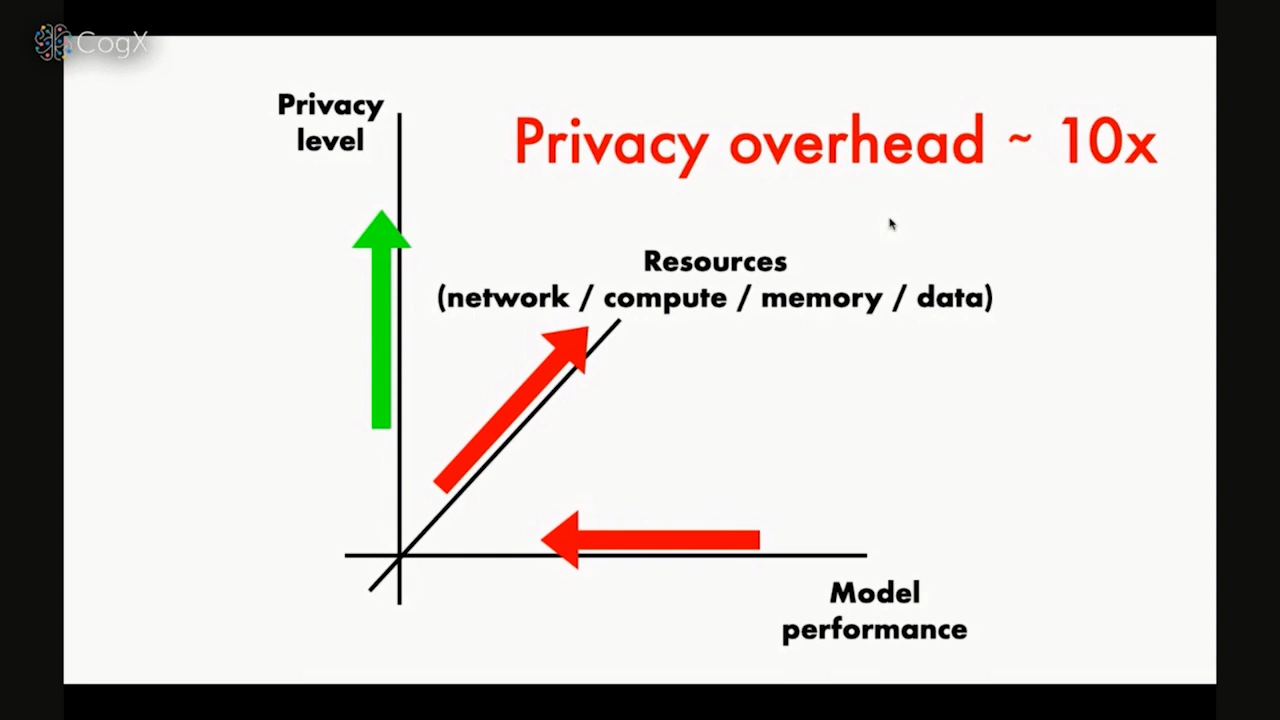 CogX
Privacy
level
Privacy overhead ~ 10x
Resources
(network / compute / memory / data)
Model
performance